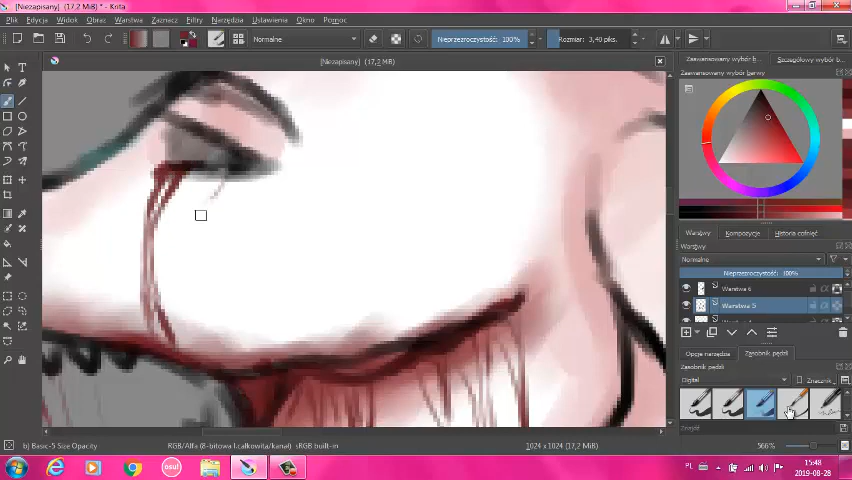 [Niezapisany] (17,2 MiB) * - Krita
Plik Edycja Widok Obraz Warstwa Zaznacz Filtry Narzędzia Ustawienia Okno Pomoc
Normalne
Nieprzezroczystość: 100%
Rozmiar: 3,40 piks.
[Niezapisany] (17,2 MiB)
Zaawansowany wybór b...
Szczegółowy wybór b...
Zaawansowany wybór barwy
Warstwy Kompozycje Historia cofnięć
Warstwy
Normalne
Nieprzezroczystość: 100%
Warstwa 6
Warstwa 5
Opcje narzędzia Zasobnik pędzli
Zasobnik pędzli
Digital
Znacznik
b) Basic-5 Size Opacity
RGB/Alfa (8-bitowa l.całkowita/kanał) sRGB built-in
1024 x 1024 (17,2 MiB)
566%
osu!
PL
15:48
2019-08-28